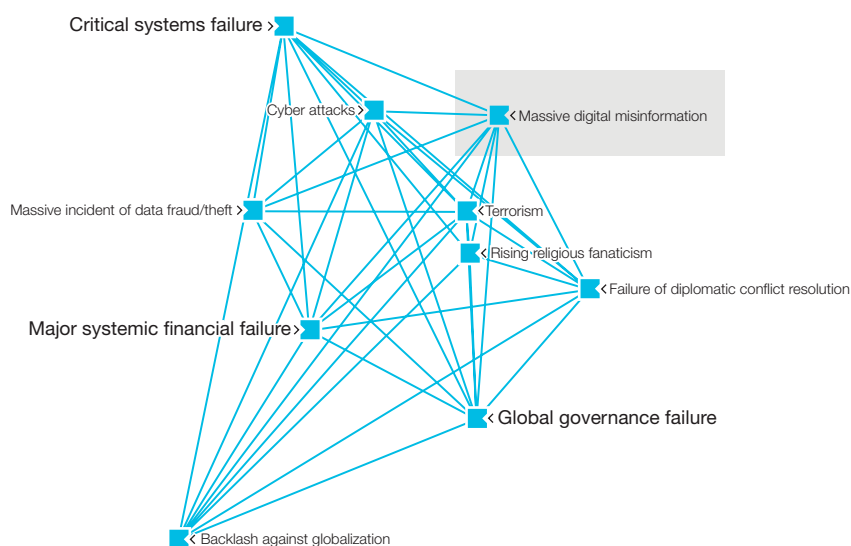 Critical systems failure
Cyber attacks
Massive digital misinformation
Massive incident of data fraud/theft
Terrorism
Rising religious fanaticism
Failure of diplomatic conflict resolution
Major systemic financial failure
Global governance failure
Backlash against globalization